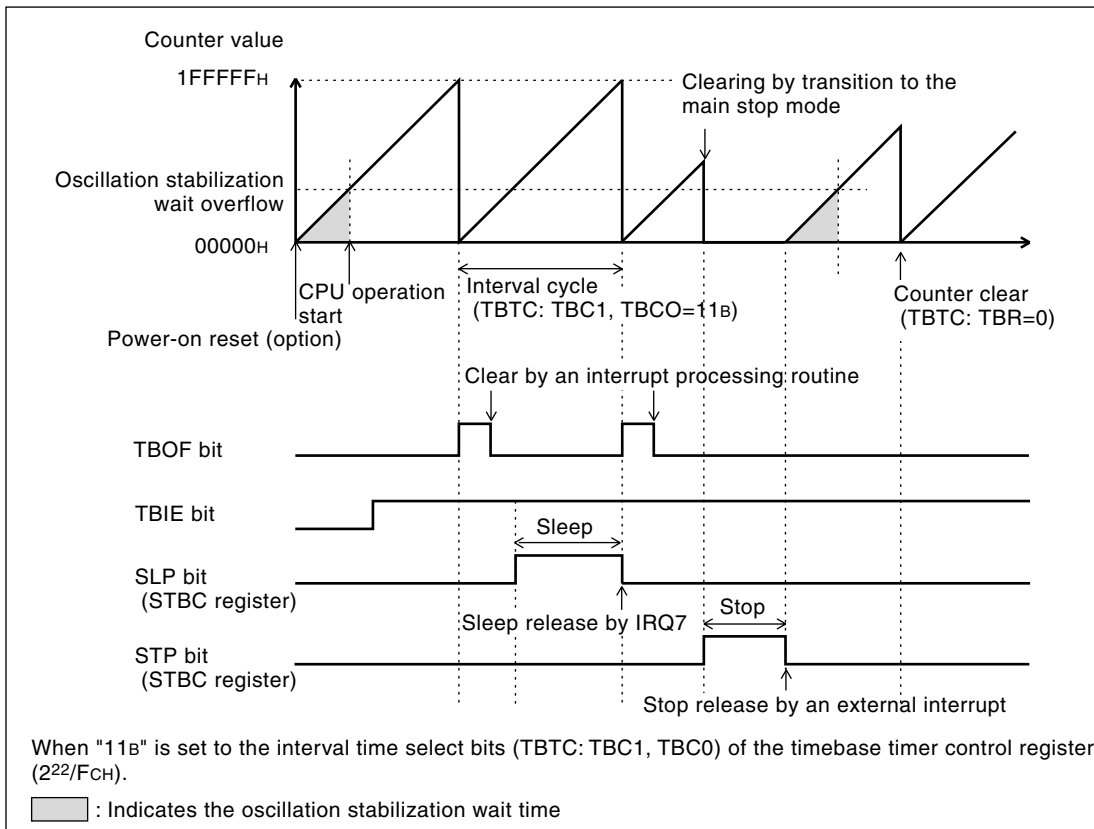 Counter value
1FFFFFH
Clearing by transition to the
main stop mode
Oscillation stabilization
wait overflow
00000H
CPU operation
start
Power-on reset (option)
Interval cycle
(TBTC: TBC1, TBCO=11B)
Counter clear
(TBTC: TBR=0)
Clear by an interrupt processing routine
TBOF bit
TBIE bit
Sleep
SLP bit
(STBC register)
Sleep release by IRQ7
Stop
STP bit
(STBC register)
Stop release by an external interrupt
When "11B" is set to the interval time select bits (TBTC: TBC1, TBC0) of the timebase timer control register
(2²²/FCH).
: Indicates the oscillation stabilization wait time